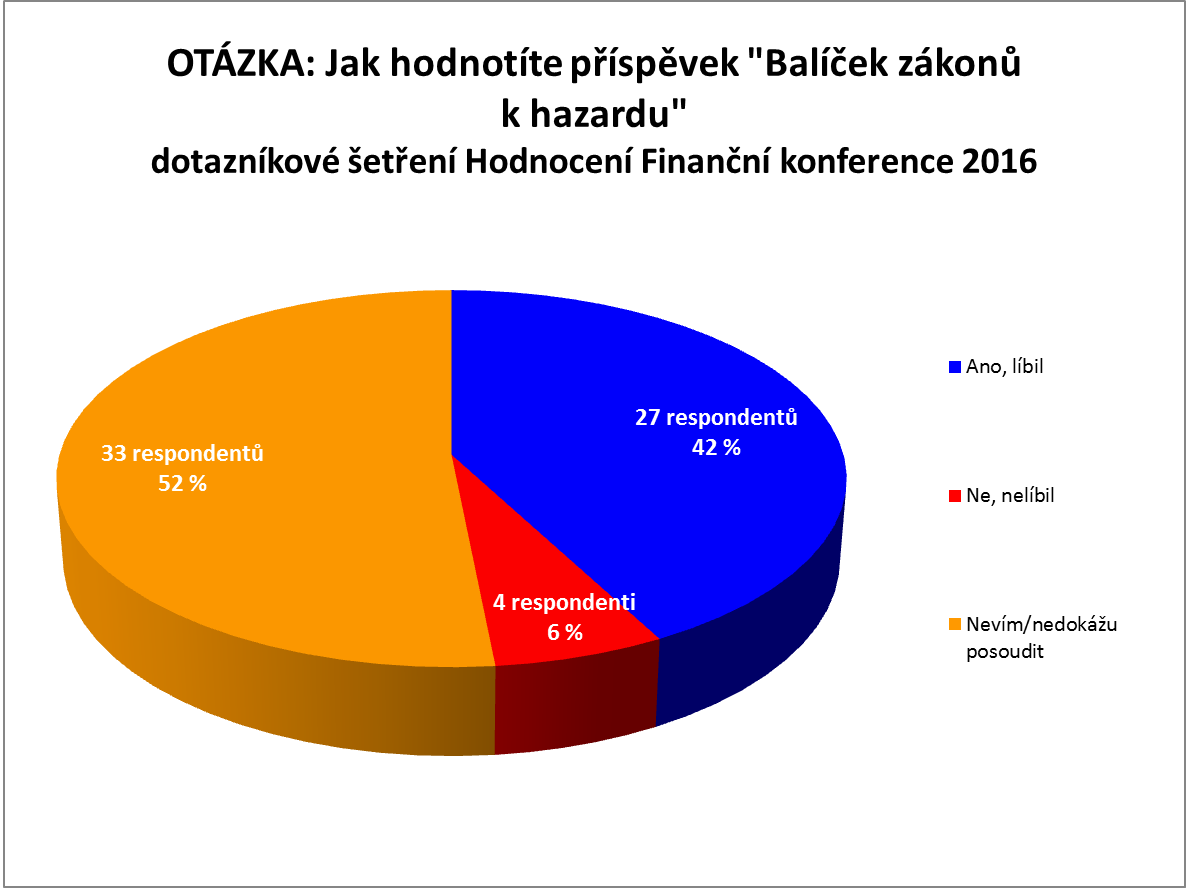 OTÁZKA: Jak hodnotíte příspěvek "Balíček zákonů
k hazardu"
dotazníkové šetření Hodnocení Finanční konference 2016
27 respondentů
42 %
33 respondentů
52 %
4 respondenti
6 %
Ano, líbil
Ne, nelíbil
Nevím/nedokážu
posoudit